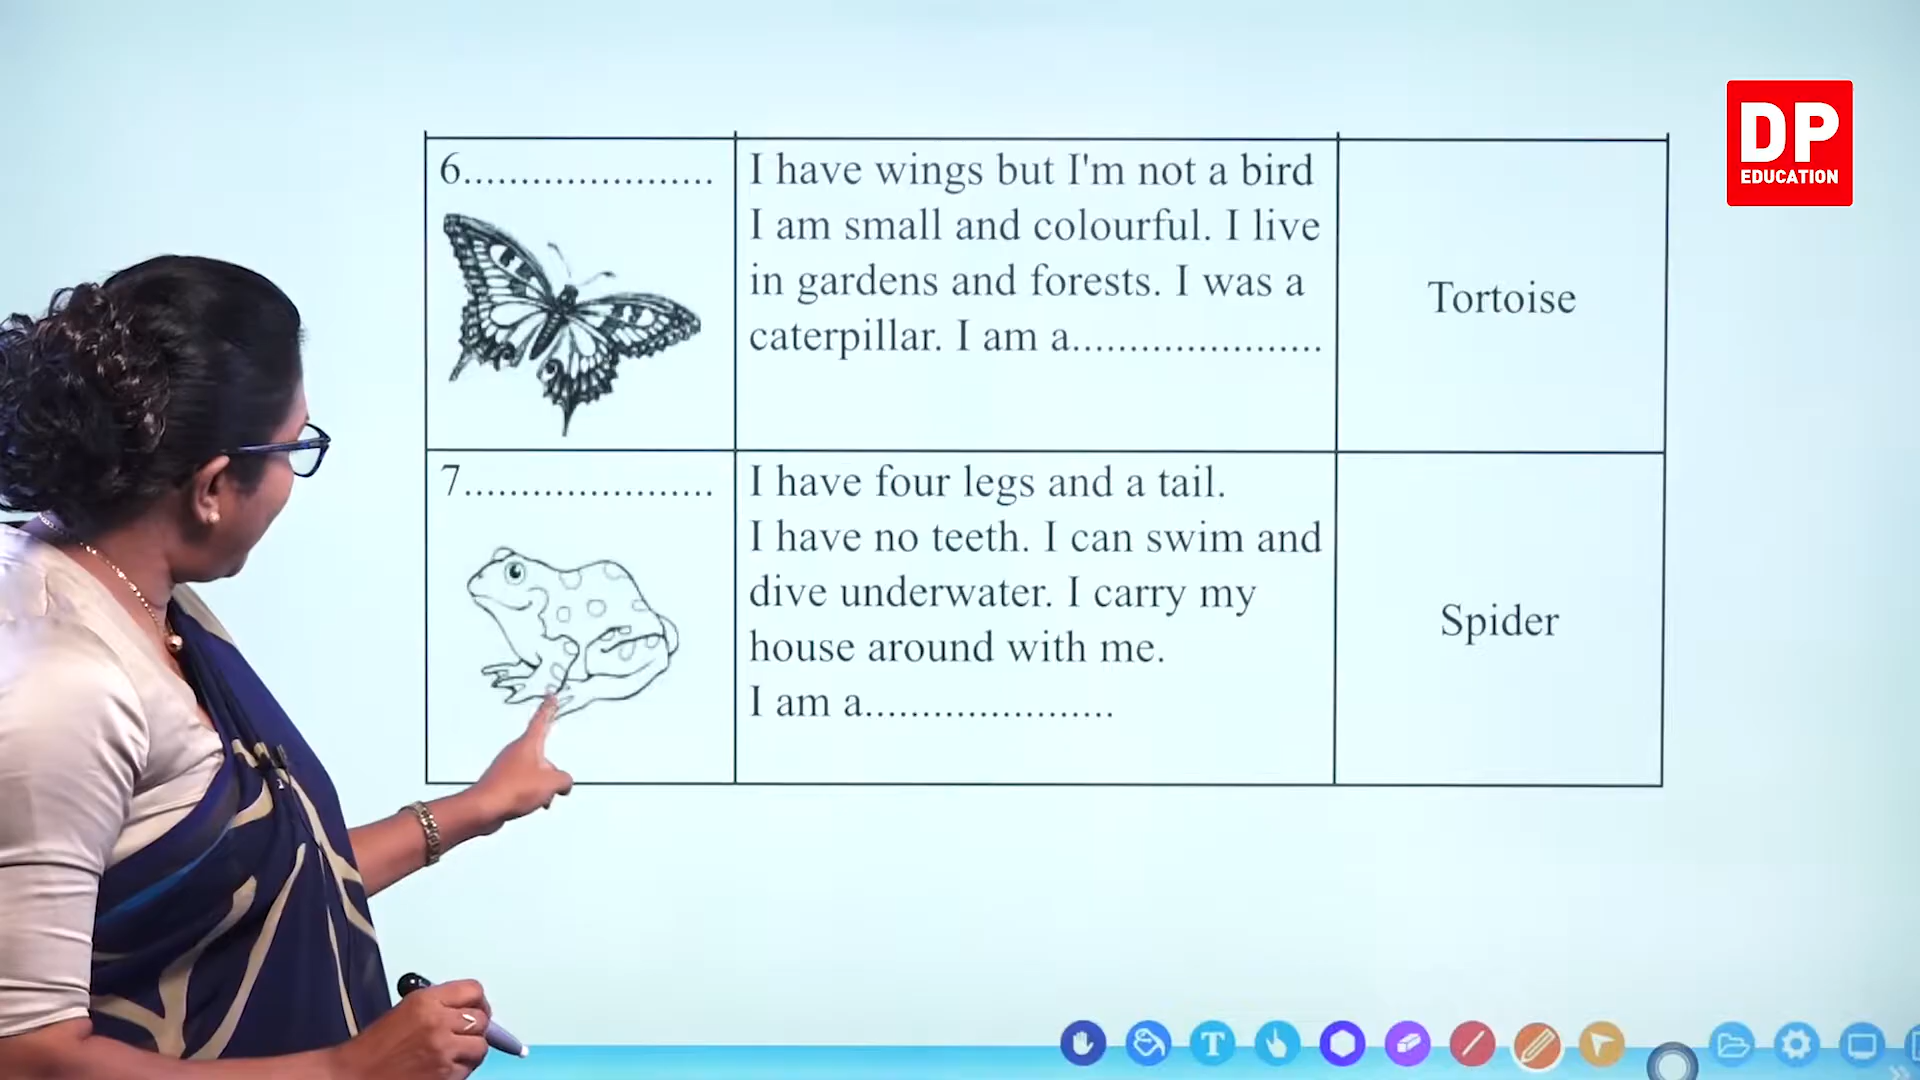 DP
EDUCATION
6......................
I have wings but I'm not a bird
I am small and colourful. I live
in gardens and forests. I was a
caterpillar. I am a......................
Tortoise
7......................
I have four legs and a tail.
I have no teeth. I can swim and
dive underwater. I carry my
house around with me.
I am a......................
Spider
T